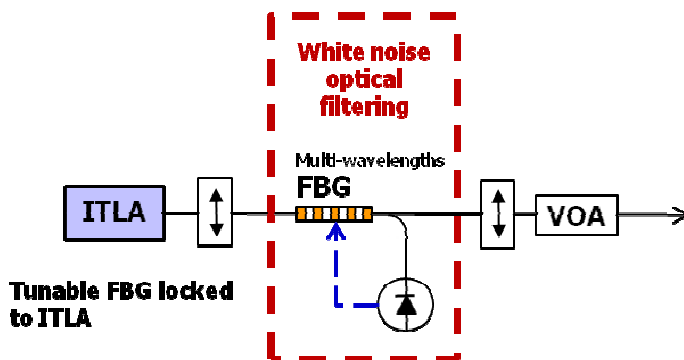 White noise
optical
filtering
Multi-wavelengths
FBG
ITLA
VOA
Tunable FBG locked
to ITLA